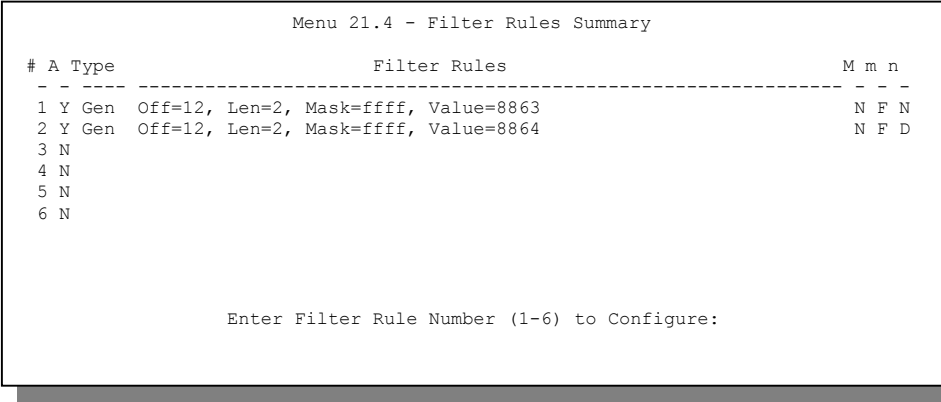 Menu 21.4 - Filter Rules Summary
# A Type Filter Rules M m n
- - ---- ---------------------------------------------------------------- - - -
1 Y Gen Off=12, Len=2, Mask=ffff, Value=8863 N F N
2 Y Gen Off=12, Len=2, Mask=ffff, Value=8864 N F D
3 N
4 N
5 N
6 N
Enter Filter Rule Number (1-6) to Configure: